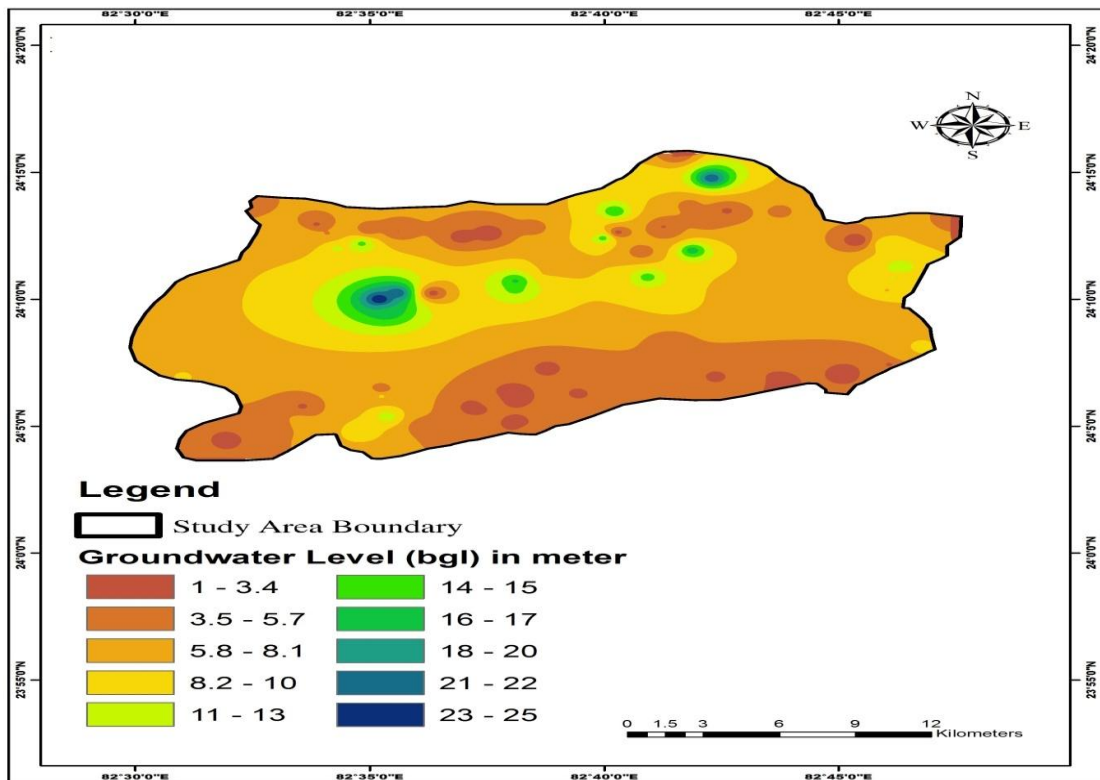 82°30'0"E 82°35'0"E 82°40'0"E 82°45'0"E
24°20'0"N 24°20'0"N
N
W E
S
24°15'0"N 24°15'0"N
24°10'0"N 24°10'0"N
24°5'0"N 24°5'0"N
Legend
Study Area Boundary
24°0'0"N 24°0'0"N
Groundwater Level (bgl) in meter
1 - 3.4 14 - 15
3.5 - 5.7 16 - 17
5.8 - 8.1 18 - 20
8.2 - 10 21 - 22
11 - 13 23 - 25
23°55'0"N 23°55'0"N
0 1.5 3 6 9 12
Kilometers
82°30'0"E 82°35'0"E 82°40'0"E 82°45'0"E